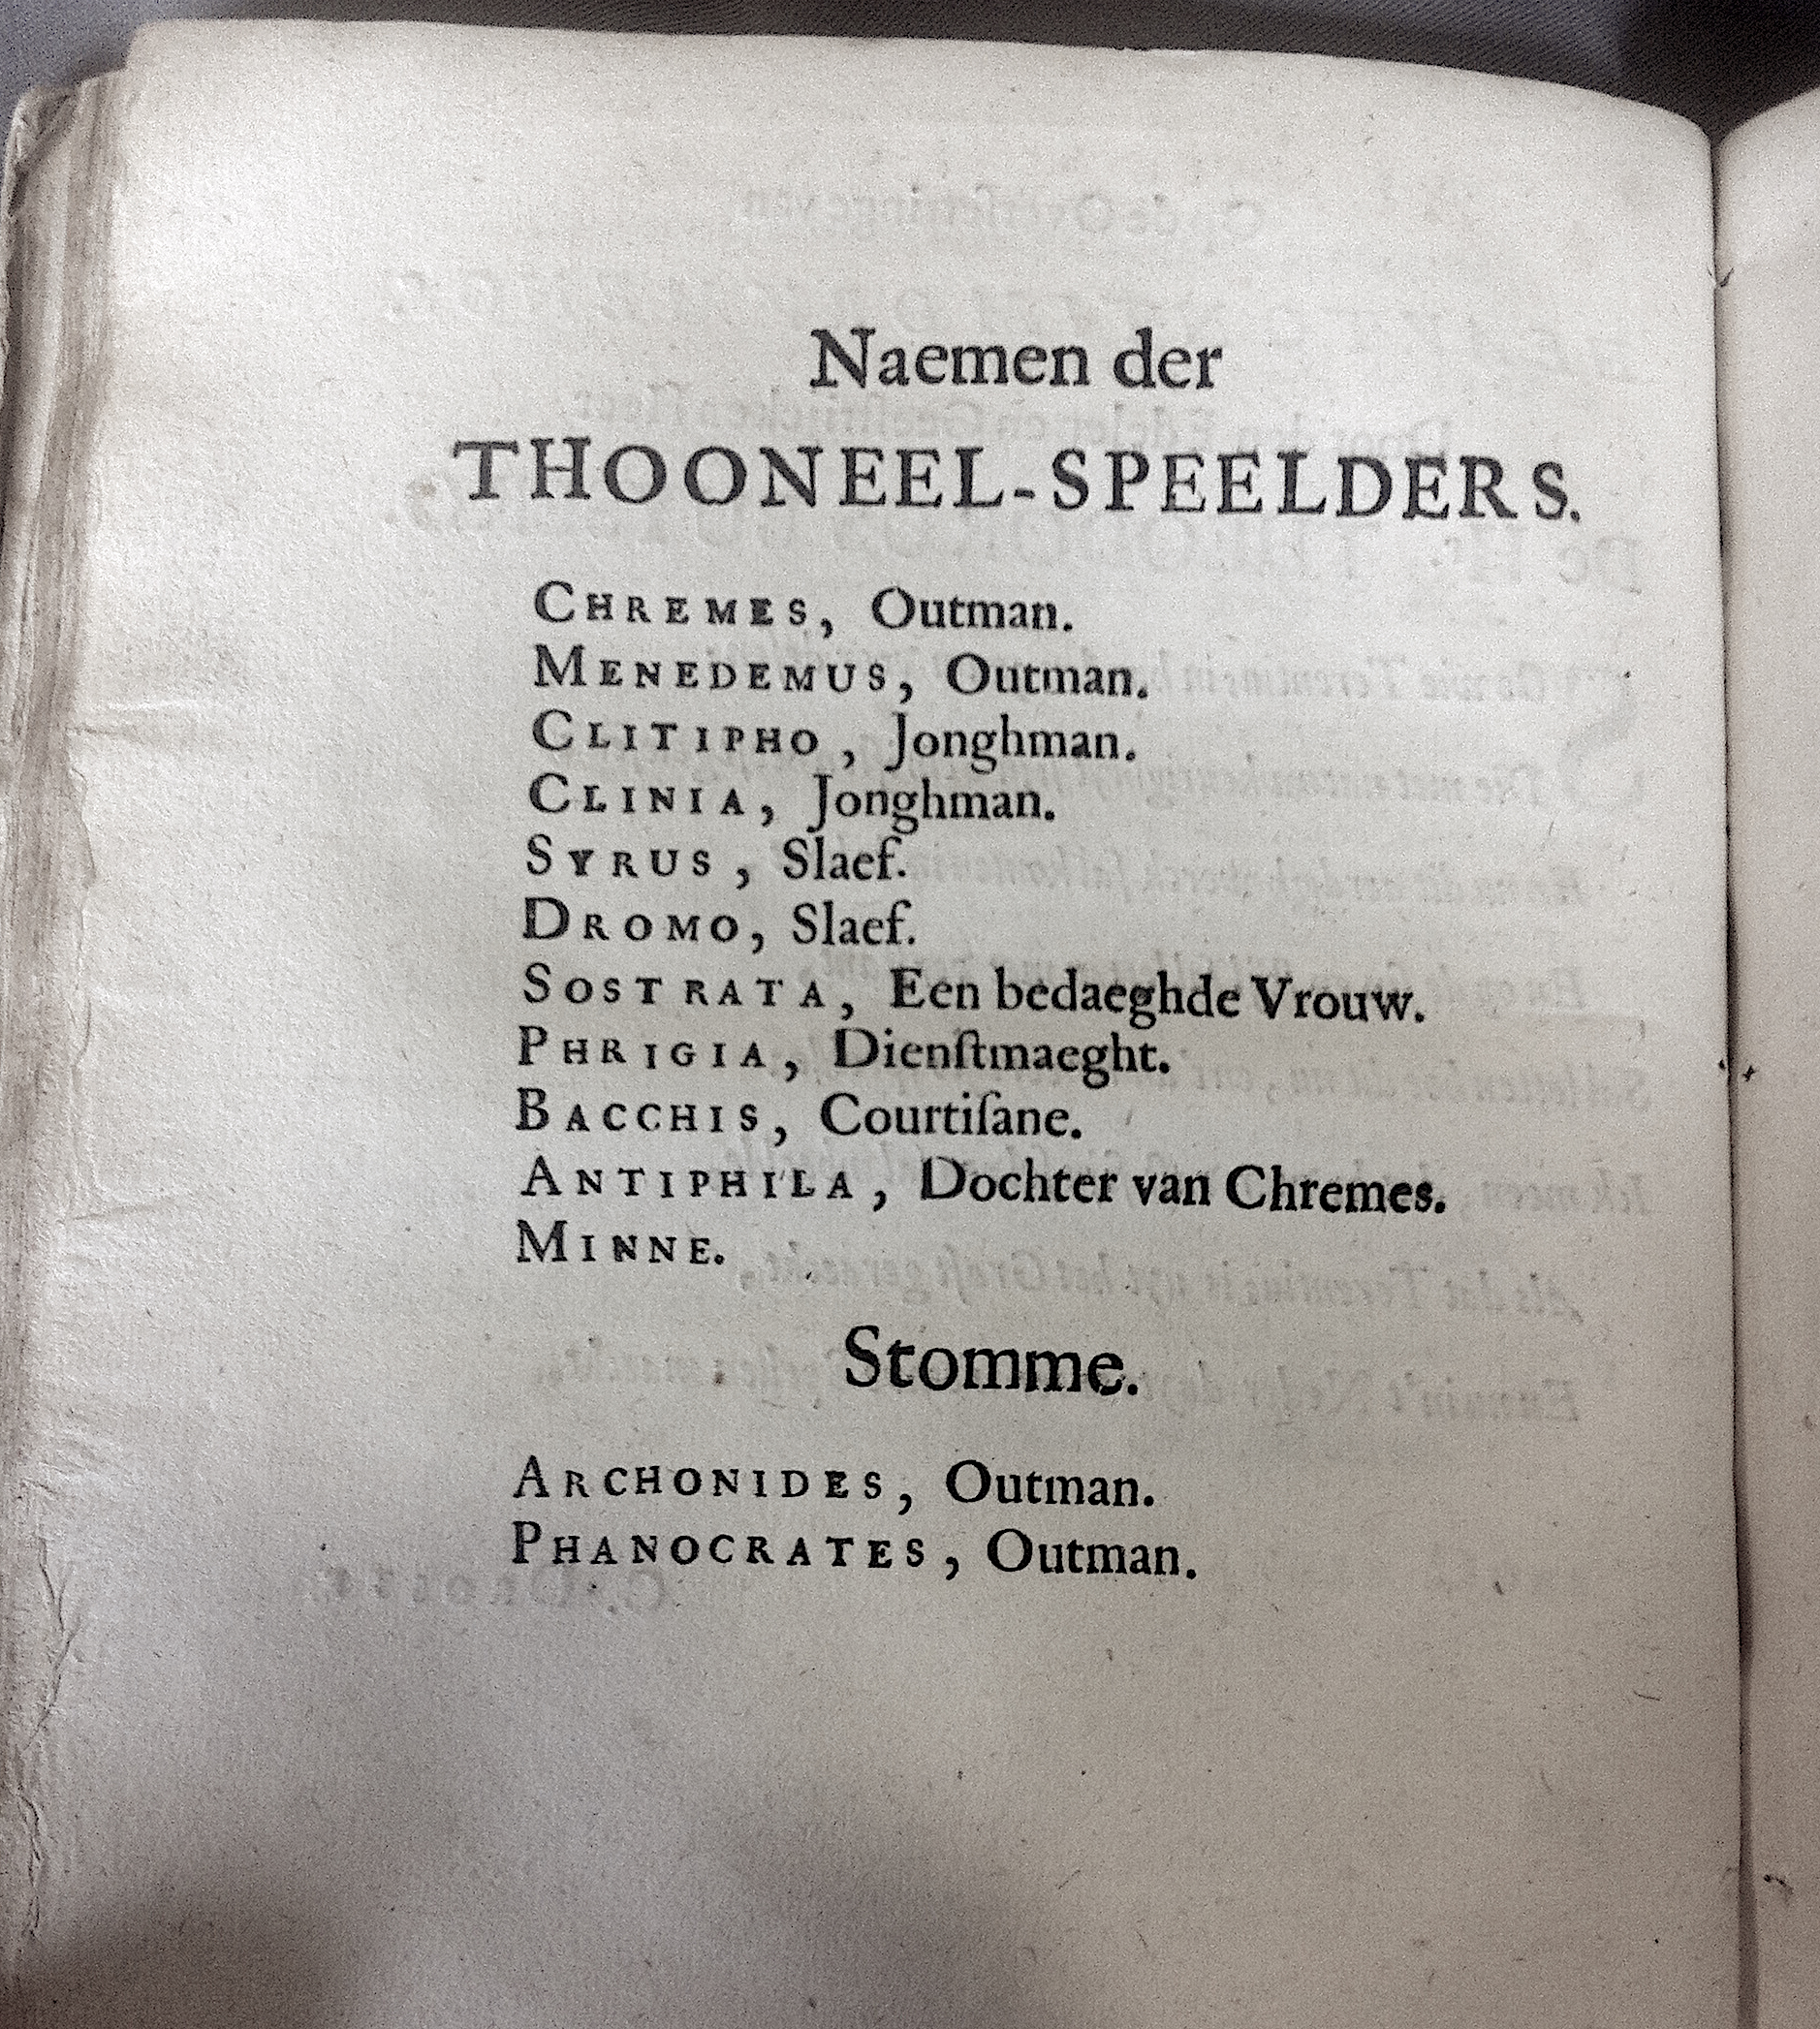 Naemen der
THOONEEL-SPEELDERS.
CHREMES, Outman.
MENEDEMUS, Outman.
CLITIPHO, Jonghman.
CLINIA, Jonghman.
SYRUS, Slaef.
DROMO, Slaef.
SOSTRATA, Een bedaeghde Vrouw.
PHRIGIA, Dienſtmaeght.
BACCHIS, Courtiſane.
ANTIPHILA, Dochter van Chremes.
MINNE.
Stomme.
ARCHONIDES, Outman.
PHANOCRATES, Outman.